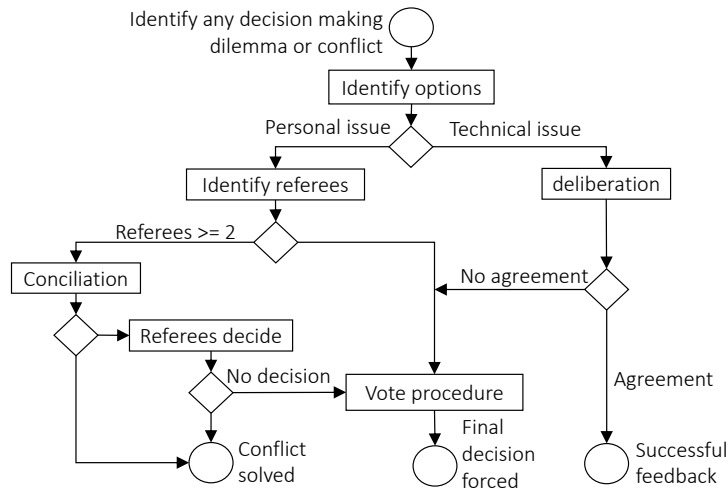 Identify any decision making
dilemma or conflict
Identify options
Personal issue
Technical issue
Identify referees
deliberation
Referees >= 2
Conciliation
No agreement
Referees decide
No decision
Vote procedure
Agreement
Conflict
solved
Final
decision
forced
Successful
feedback